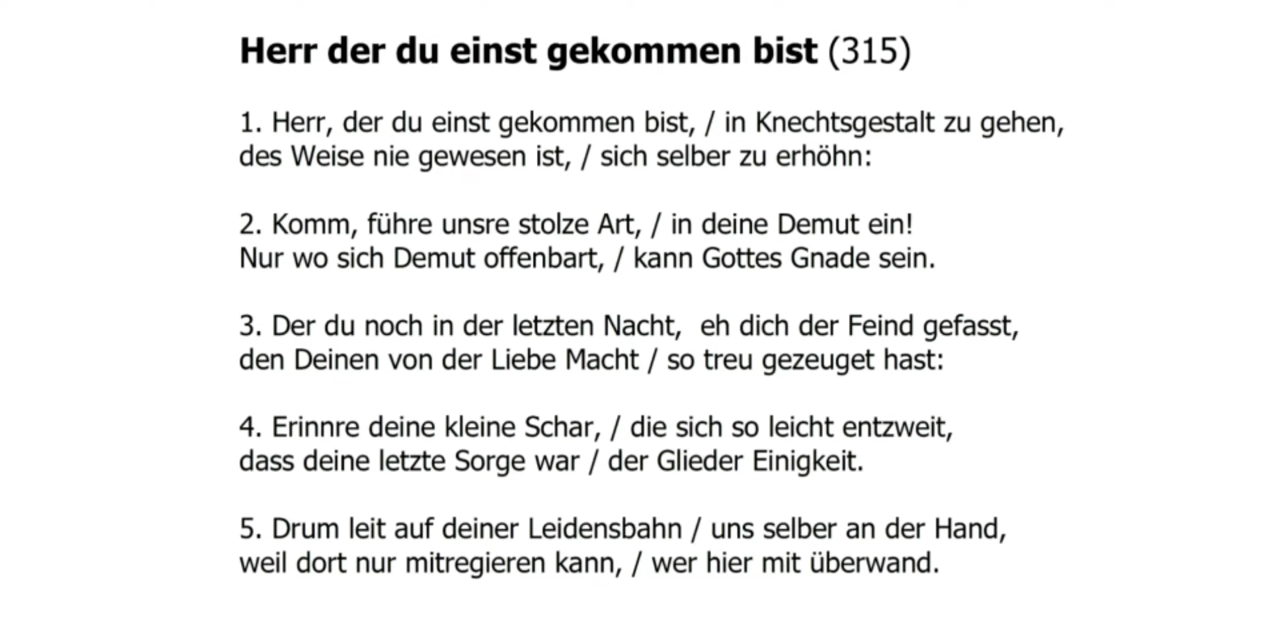 Herr der du einst gekommen bist (315)
1. Herr, der du einst gekommen bist, / in Knechtsgestalt zu gehen,
des Weise nie gewesen ist, / sich selber zu erhöhn:
2. Komm, führe unsre stolze Art, / in deine Demut ein!
Nur wo sich Demut offenbart, / kann Gottes Gnade sein.
3. Der du noch in der letzten Nacht,  eh dich der Feind gefasst,
den Deinen von der Liebe Macht / so treu gezeuget hast:
4. Erinnre deine kleine Schar, / die sich so leicht entzweit,
dass deine letzte Sorge war / der Glieder Einigkeit.
5. Drum leit auf deiner Leidensbahn / uns selber an der Hand,
weil dort nur mitregieren kann, / wer hier mit überwand.